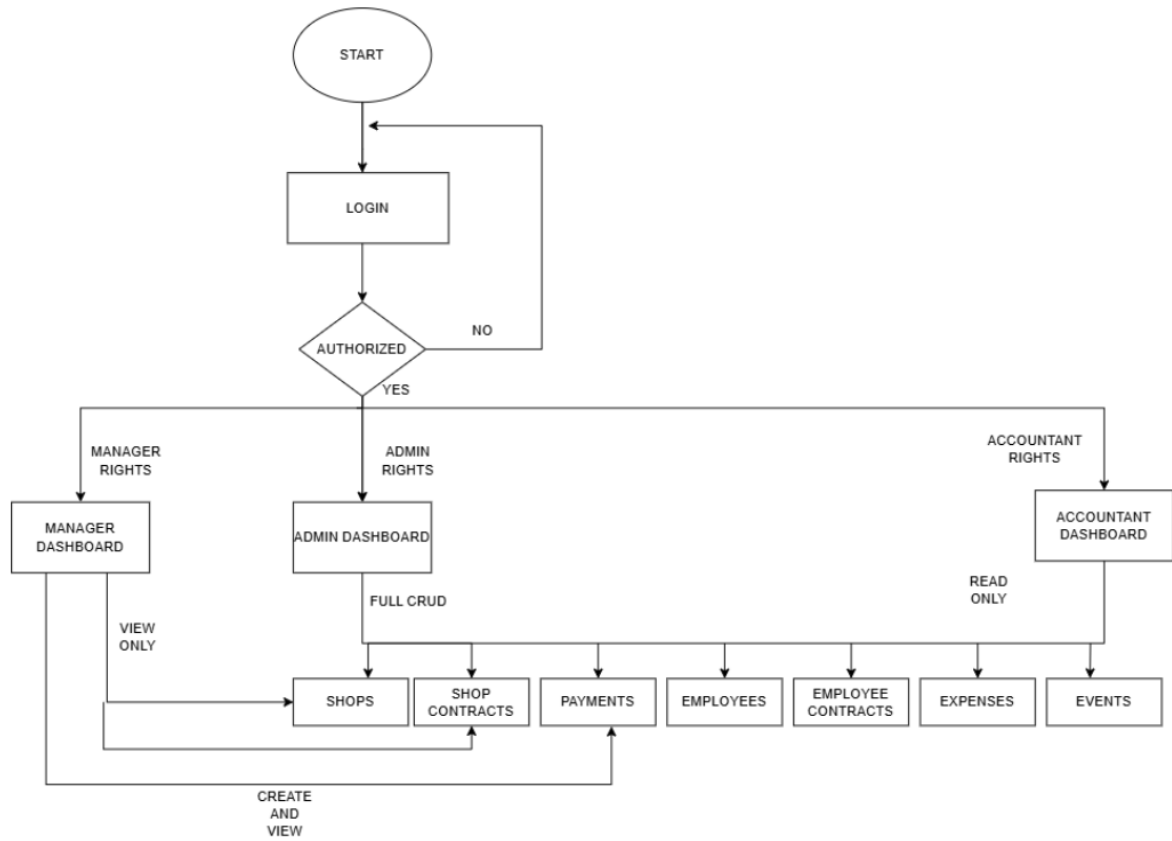 START
LOGIN
AUTHORIZED
NO
YES
MANAGER
RIGHTS
ADMIN
RIGHTS
ACCOUNTANT
RIGHTS
MANAGER
DASHBOARD
ADMIN DASHBOARD
ACCOUNTANT
DASHBOARD
VIEW
ONLY
FULL CRUD
READ
ONLY
SHOPS
SHOP
CONTRACTS
PAYMENTS
EMPLOYEES
EMPLOYEE
CONTRACTS
EXPENSES
EVENTS
CREATE
AND
VIEW